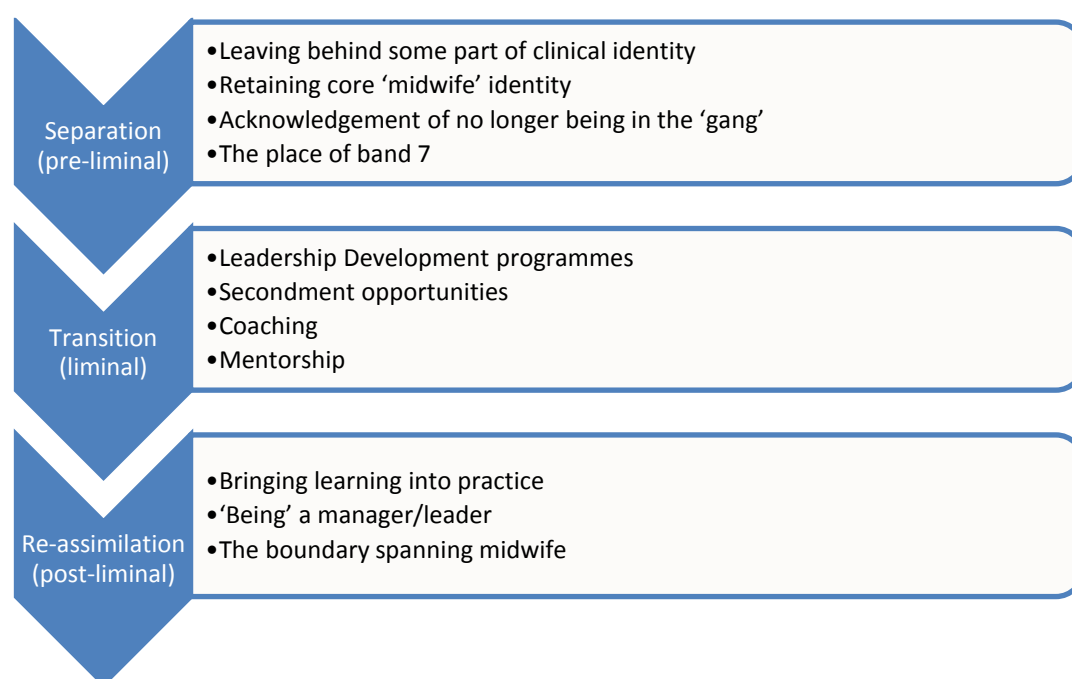 Separation
(pre-liminal)
•Leaving behind some part of clinical identity
•Retaining core ‘midwife’ identity
•Acknowledgement of no longer being in the ‘gang’
•The place of band 7
Transition
(liminal)
•Leadership Development programmes
•Secondment opportunities
•Coaching
•Mentorship
Re-assimilation
(post-liminal)
•Bringing learning into practice
•‘Being’ a manager/leader
•The boundary spanning midwife